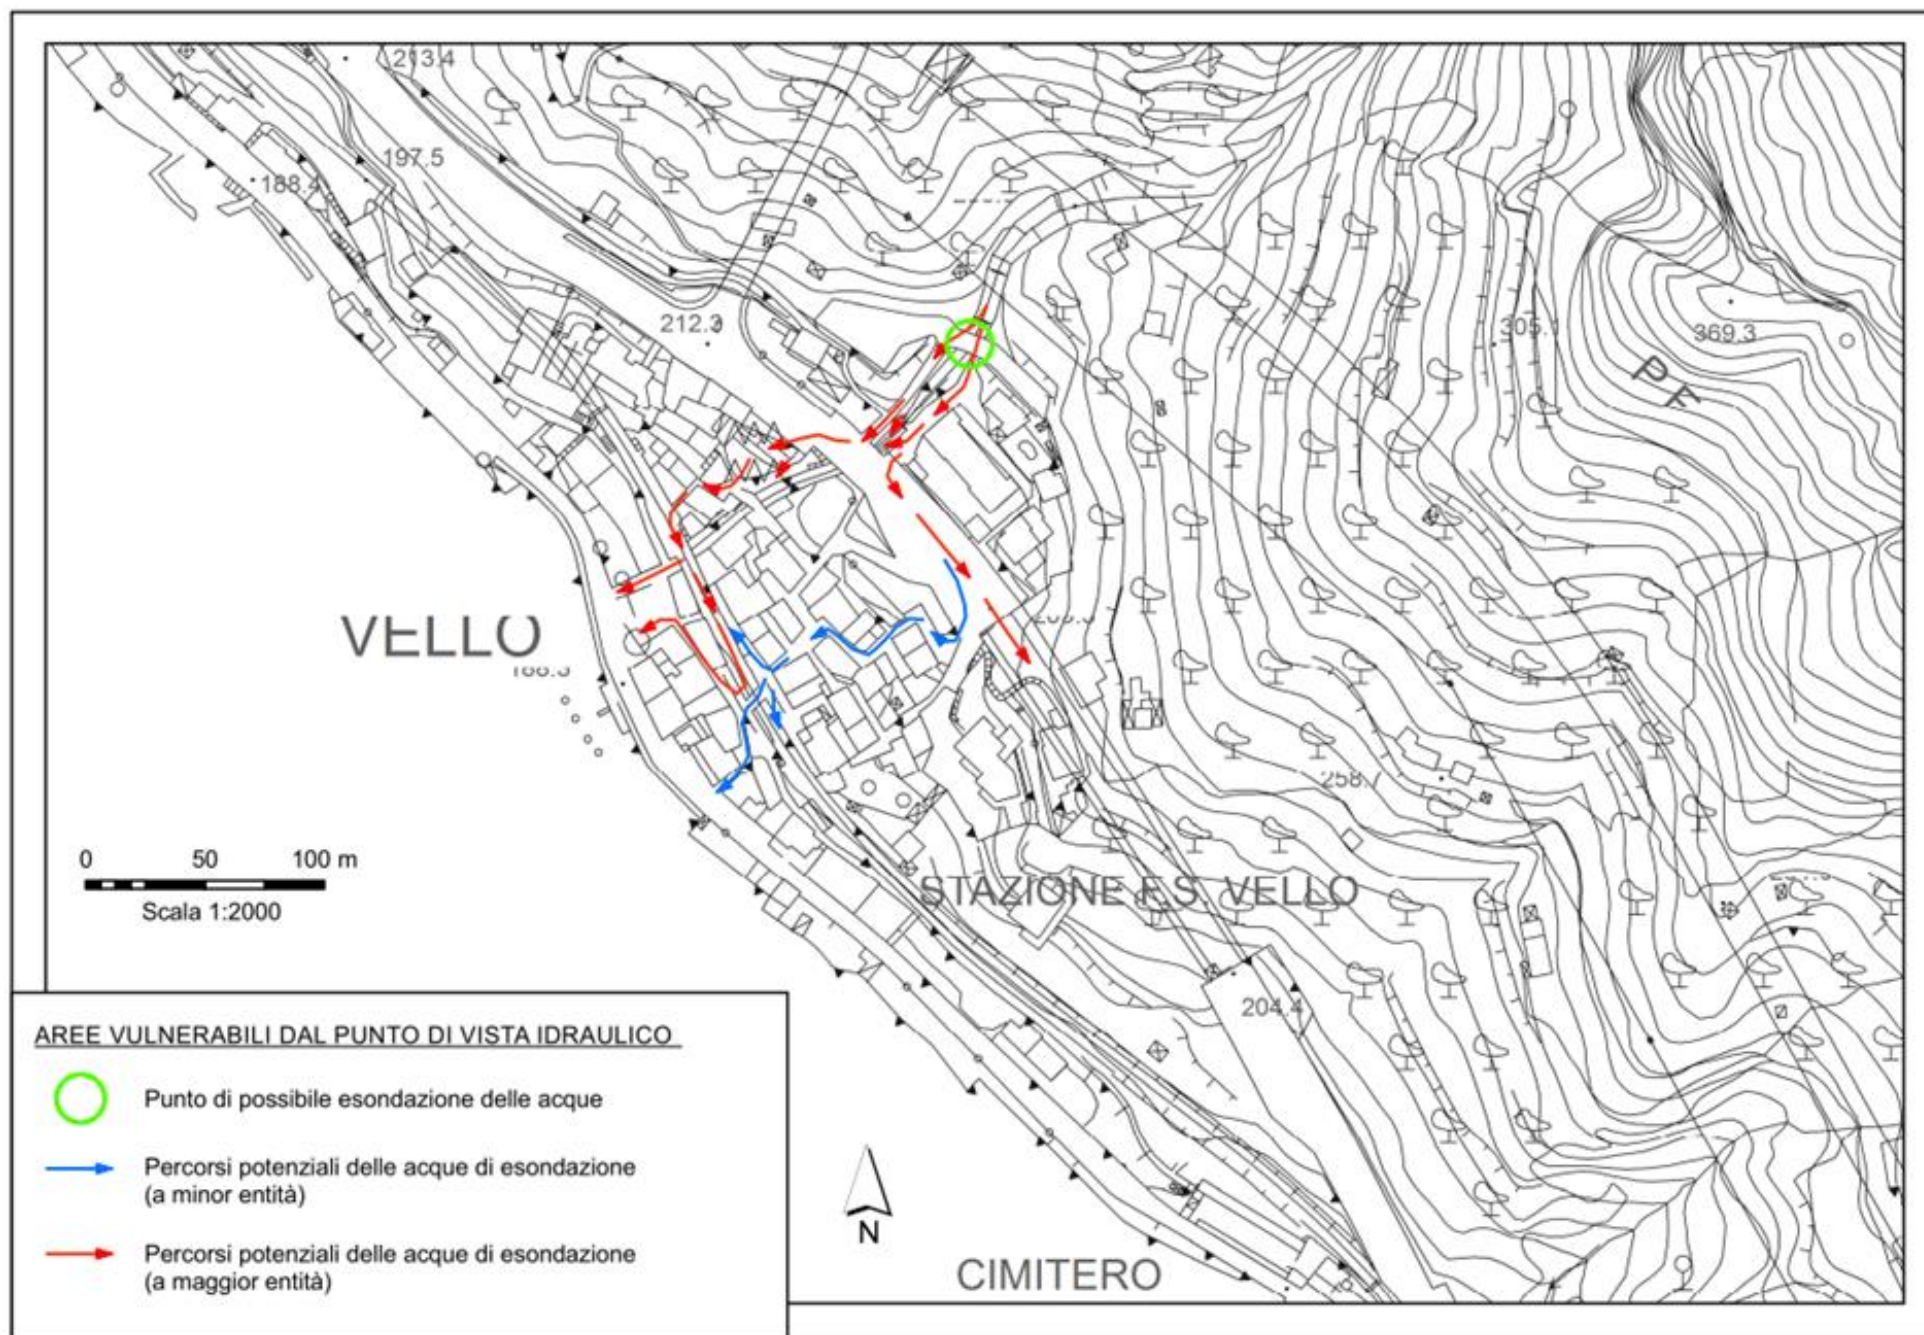 213.4
197.5
188.4
212.3
305.1
369.3
VELLO
258.7
0 50 100 m
Scala 1:2000
STAZIONE F.S. VELLO
204.4
AREE VULNERABILI DAL PUNTO DI VISTA IDRAULICO
Punto di possibile esondazione delle acque
Percorsi potenziali delle acque di esondazione
(a minor entità)
Percorsi potenziali delle acque di esondazione
(a maggior entità)
N
CIMITERO